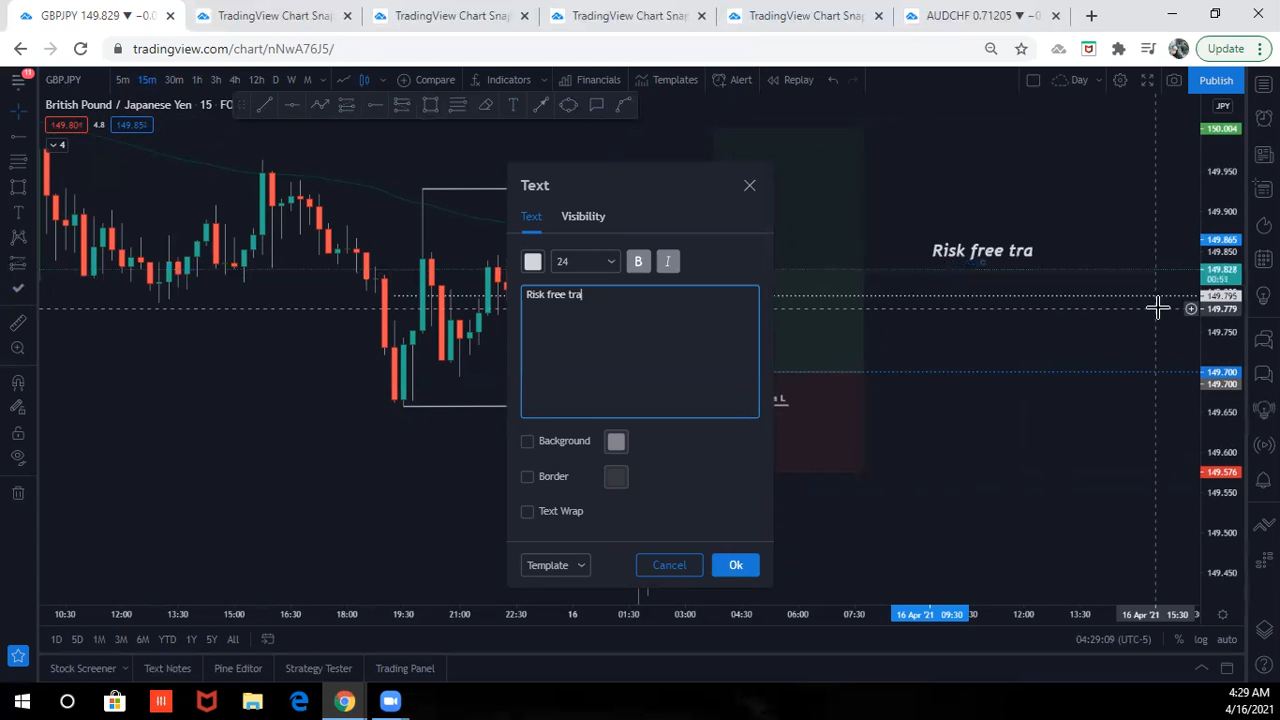 GBPJPY 149.829 ▼ −0.0
TradingView Chart Snap
TradingView Chart Snap
TradingView Chart Snap
TradingView Chart Snap
AUDCHF 0.71205 ▼ −0
tradingview.com/chart/nNwA76J5/
Update
11
GBPJPY
5m 15m 30m 1h 3h 4h 12h D W M
Compare
Indicators
Financials
Templates
Alert
Replay
Day
Publish
British Pound / Japanese Yen · 15 · FO
JPY
149.80
4.8
149.85
4
150.004
149.950
149.900
149.865
149.828
00:51
149.795
149.779
149.750
149.700
149.700
149.650
149.600
149.576
149.550
149.500
149.450
Text
Text Visibility
24
B
I
Risk free tra
Risk free tra
Background
Border
Text Wrap
Template
Cancel
Ok
L
10:30 12:00 13:30 15:00 16:30 18:00 19:30 21:00 22:30 16 01:30 03:00 04:30 06:00 07:30 16 Apr '21 09:30 12:00 13:30 16 Apr '21 15:30
1D 5D 1M 3M 6M YTD 1Y 5Y All
04:29:09 (UTC-5)
% log auto
Stock Screener
Text Notes
Pine Editor
Strategy Tester
Trading Panel
4:29 AM
4/16/2021